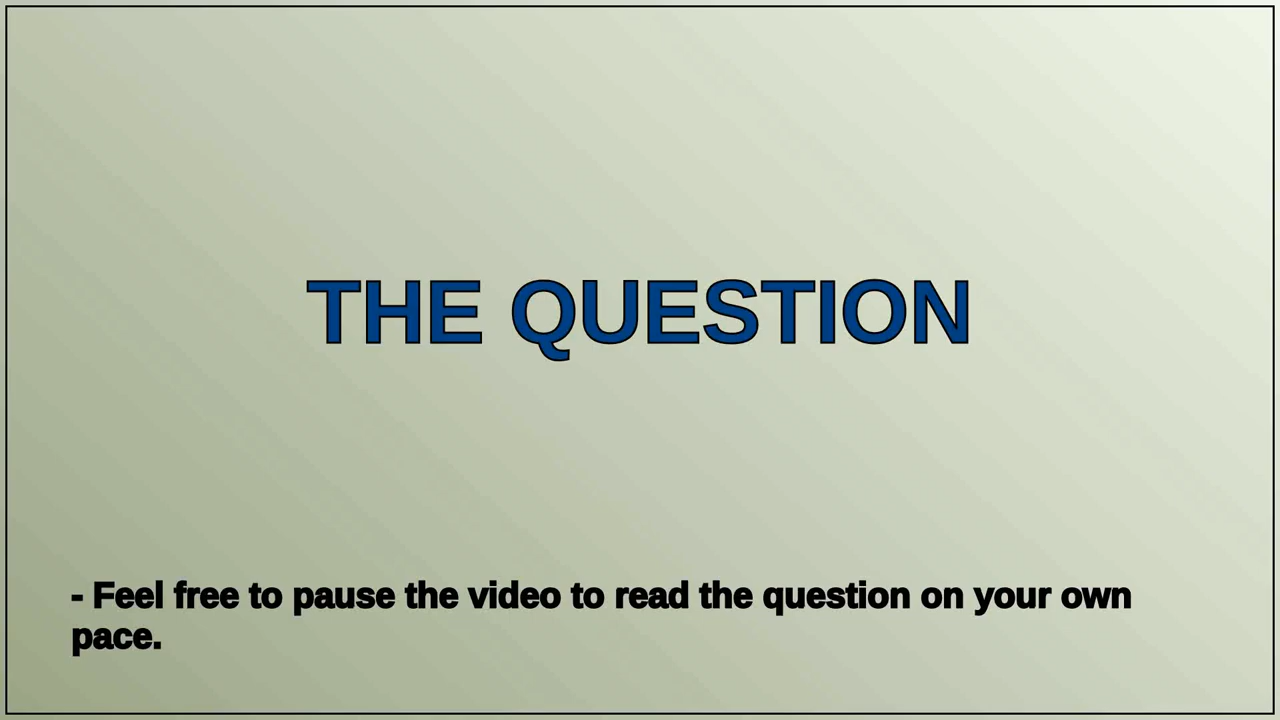 THE QUESTION
- Feel free to pause the video to read the question on your own
pace.